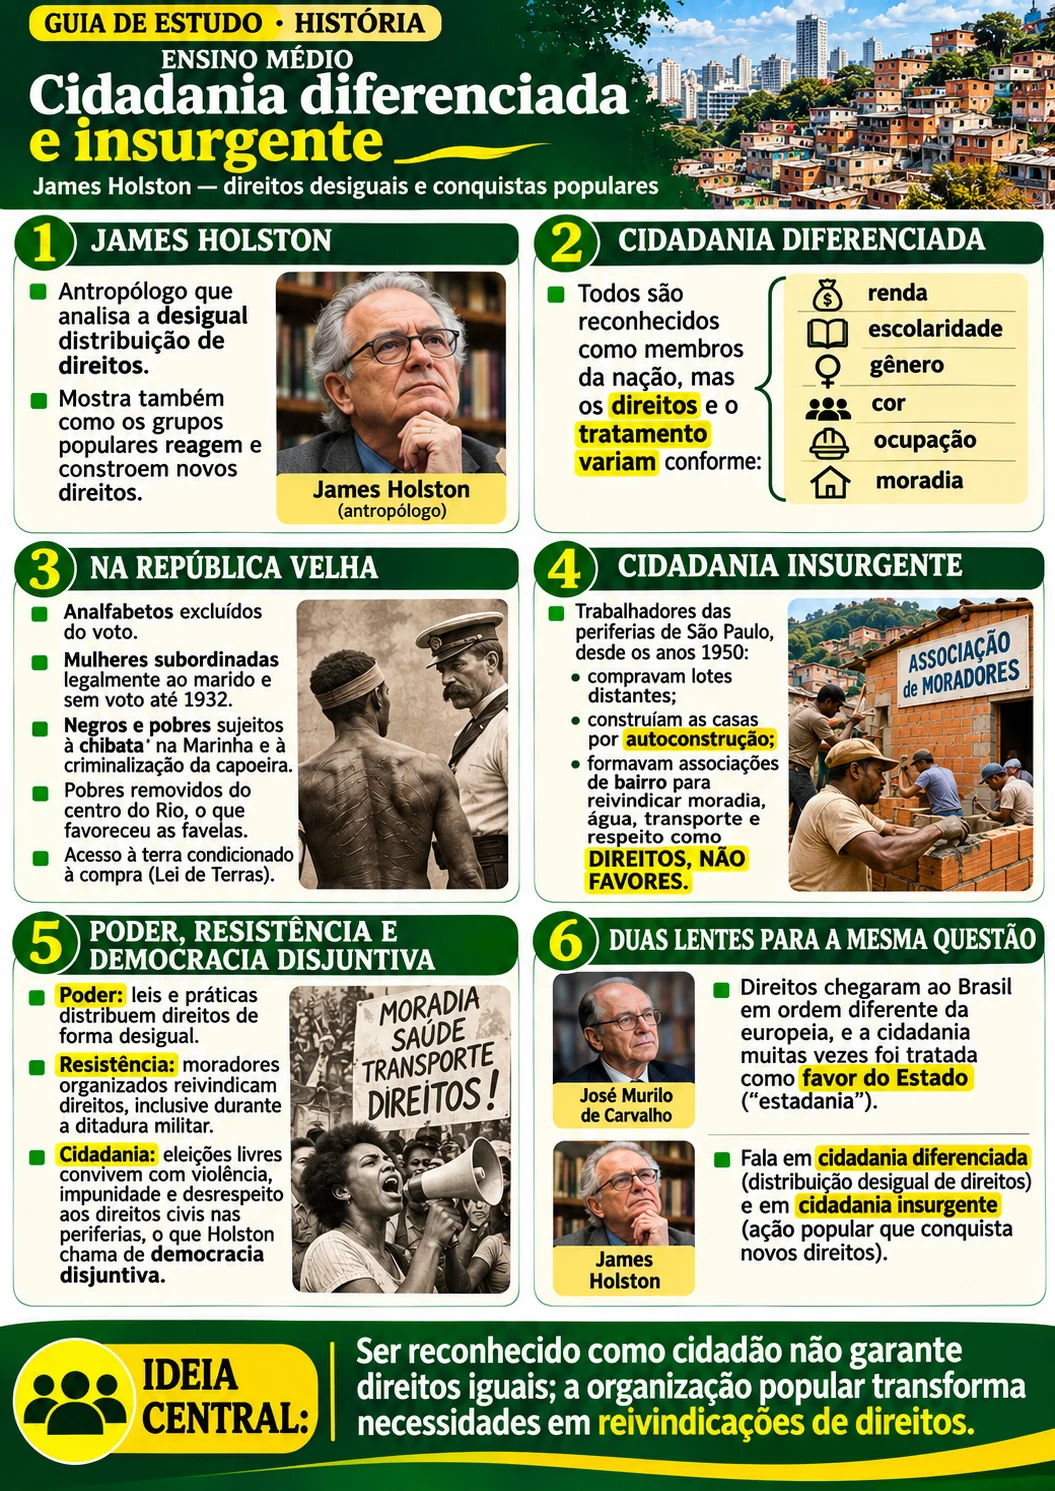 GUIA DE ESTUDO · HISTÓRIA
ENSINO MÉDIO
Cidadania diferenciada
e insurgente
James Holston — direitos desiguais e conquistas populares
1 JAMES HOLSTON
Antropólogo que
analisa a desigual
distribuição de
direitos.
Mostra também
como os grupos
populares reagem e
constroem novos
direitos.
James Holston
(antropólogo)
2 CIDADANIA DIFERENCIADA
Todos são
reconhecidos
como membros
da nação, mas
os direitos e o
tratamento
variam conforme:
renda
escolaridade
gênero
cor
ocupação
moradia
3 NA REPÚBLICA VELHA
Analfabetos excluídos
do voto.
Mulheres subordinadas
legalmente ao marido e
sem voto até 1932.
Negros e pobres sujeitos
à chibata' na Marinha e à
criminalização da capoeira.
Pobres removidos do
centro do Rio, o que
favoreceu as favelas.
Acesso à terra condicionado
à compra (Lei de Terras).
4 CIDADANIA INSURGENTE
Trabalhadores das
periferias de São Paulo,
desde os anos 1950:
• compravam lotes
distantes;
• construíam as casas
por autoconstrução;
• formavam associações
de bairro para
reivindicar moradia,
água, transporte e
respeito como
DIREITOS, NÃO
FAVORES.
ASSOCIAÇÃO
de MORADORES
5 PODER, RESISTÊNCIA E
DEMOCRACIA DISJUNTIVA
Poder: leis e práticas
distribuem direitos de
forma desigual.
Resistência: moradores
organizados reivindicam
direitos, inclusive durante
a ditadura militar.
Cidadania: eleições livres
convivem com violência,
impunidade e desrespeito
aos direitos civis nas
periferias, o que Holston
chama de democracia
disjuntiva.
MORADIA
SAÚDE
TRANSPORTE
DIREITOS!
6 DUAS LENTES PARA A MESMA QUESTÃO
José Murilo
de Carvalho
Direitos chegaram ao Brasil
em ordem diferente da
europeia, e a cidadania
muitas vezes foi tratada
como favor do Estado
(“estadania”).
James
Holston
Fala em cidadania diferenciada
(distribuição desigual de direitos)
e em cidadania insurgente
(ação popular que conquista
novos direitos).
IDEIA
CENTRAL:
Ser reconhecido como cidadão não garante
direitos iguais; a organização popular transforma
necessidades em reivindicações de direitos.